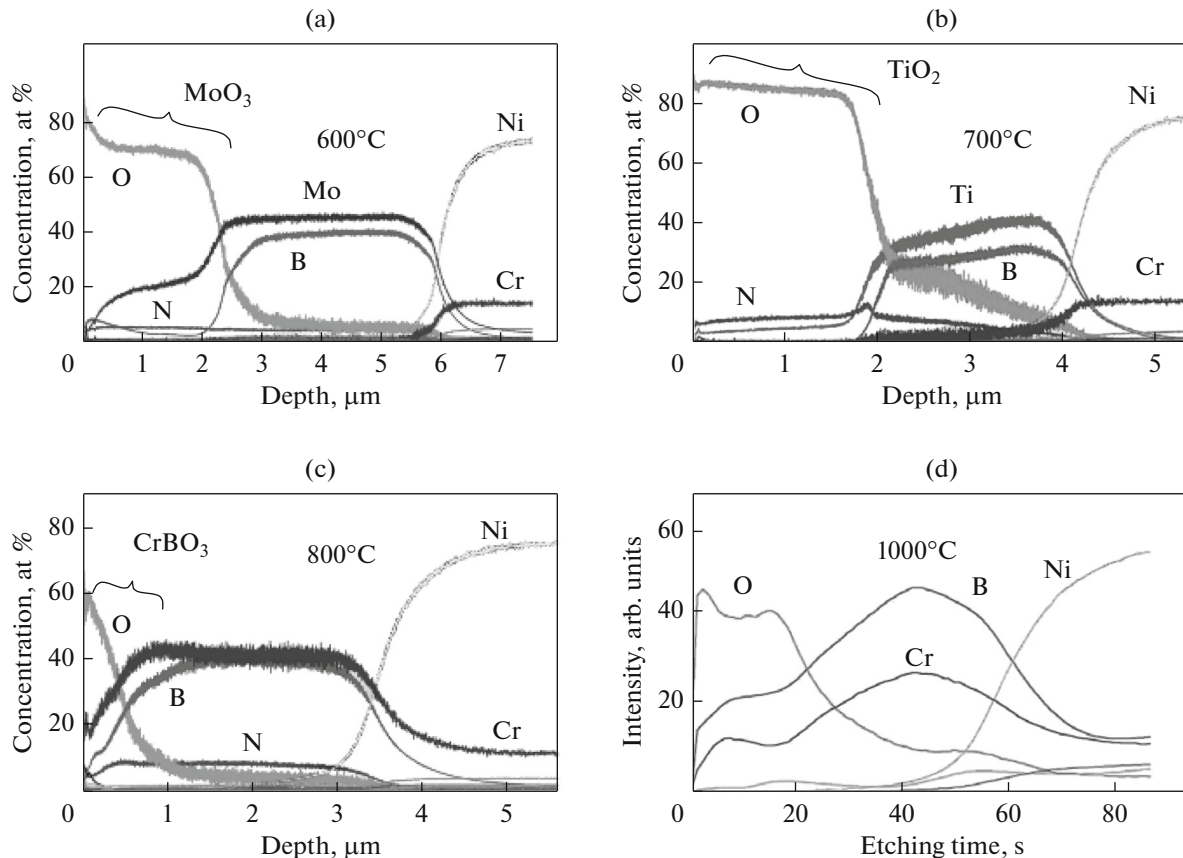 (a)
Concentration, at %
80
60
40
20
0
MoO3
600°C
Ni
O
Mo
B
N
Cr
1 2 3 4 5 6 7
Depth, μm
(b)
Concentration, at %
80
60
40
20
0
TiO2
O
Ni
700°C
Ti
N
B
Cr
1 2 3 4 5
Depth, μm
(c)
Concentration, at %
80
60
40
20
0
CrBO3
800°C
Ni
O
B
N
Cr
1 2 3 4 5
Depth, μm
(d)
Intensity, arb. units
60
40
20
0
1000°C
O
B
Ni
Cr
20 40 60 80
Etching time, s